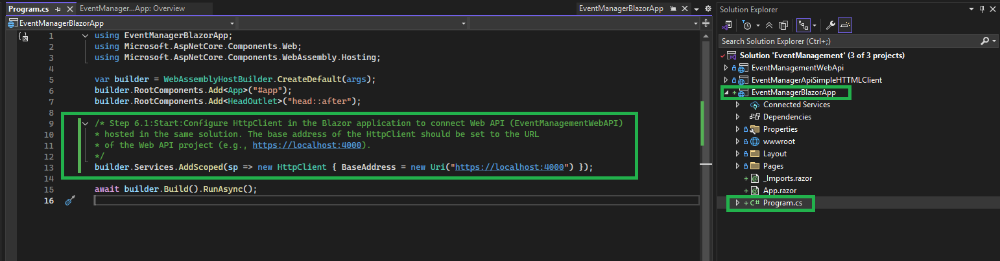 Program.cs
EventManager...App: Overview
EventManagerBlazorApp
EventManagerBlazorApp
1 using EventManagerBlazorApp;
2 using Microsoft.AspNetCore.Components.Web;
3 using Microsoft.AspNetCore.Components.WebAssembly.Hosting;
4
5 var builder = WebAssemblyHostBuilder.CreateDefault(args);
6 builder.RootComponents.Add<App>("#app");
7 builder.RootComponents.Add<HeadOutlet>("head::after");
8
9 /* Step 6.1:Start:Configure HttpClient in the Blazor application to connect Web API (EventManagementWebAPI)
10 * hosted in the same solution. The base address of the HttpClient should be set to the URL
11 * of the Web API project (e.g., https://localhost:4000).
12 */
13 builder.Services.AddScoped(sp => new HttpClient { BaseAddress = new Uri("https://localhost:4000") });
14
15 await builder.Build().RunAsync();
16
Solution Explorer
Search Solution Explorer (Ctrl+;)
Solution 'EventManagement' (3 of 3 projects)
EventManagementWebApi
EventManagerApiSimpleHTTMLClient
EventManagerBlazorApp
Connected Services
Dependencies
Properties
wwwroot
Layout
Pages
_Imports.razor
App.razor
C# Program.cs